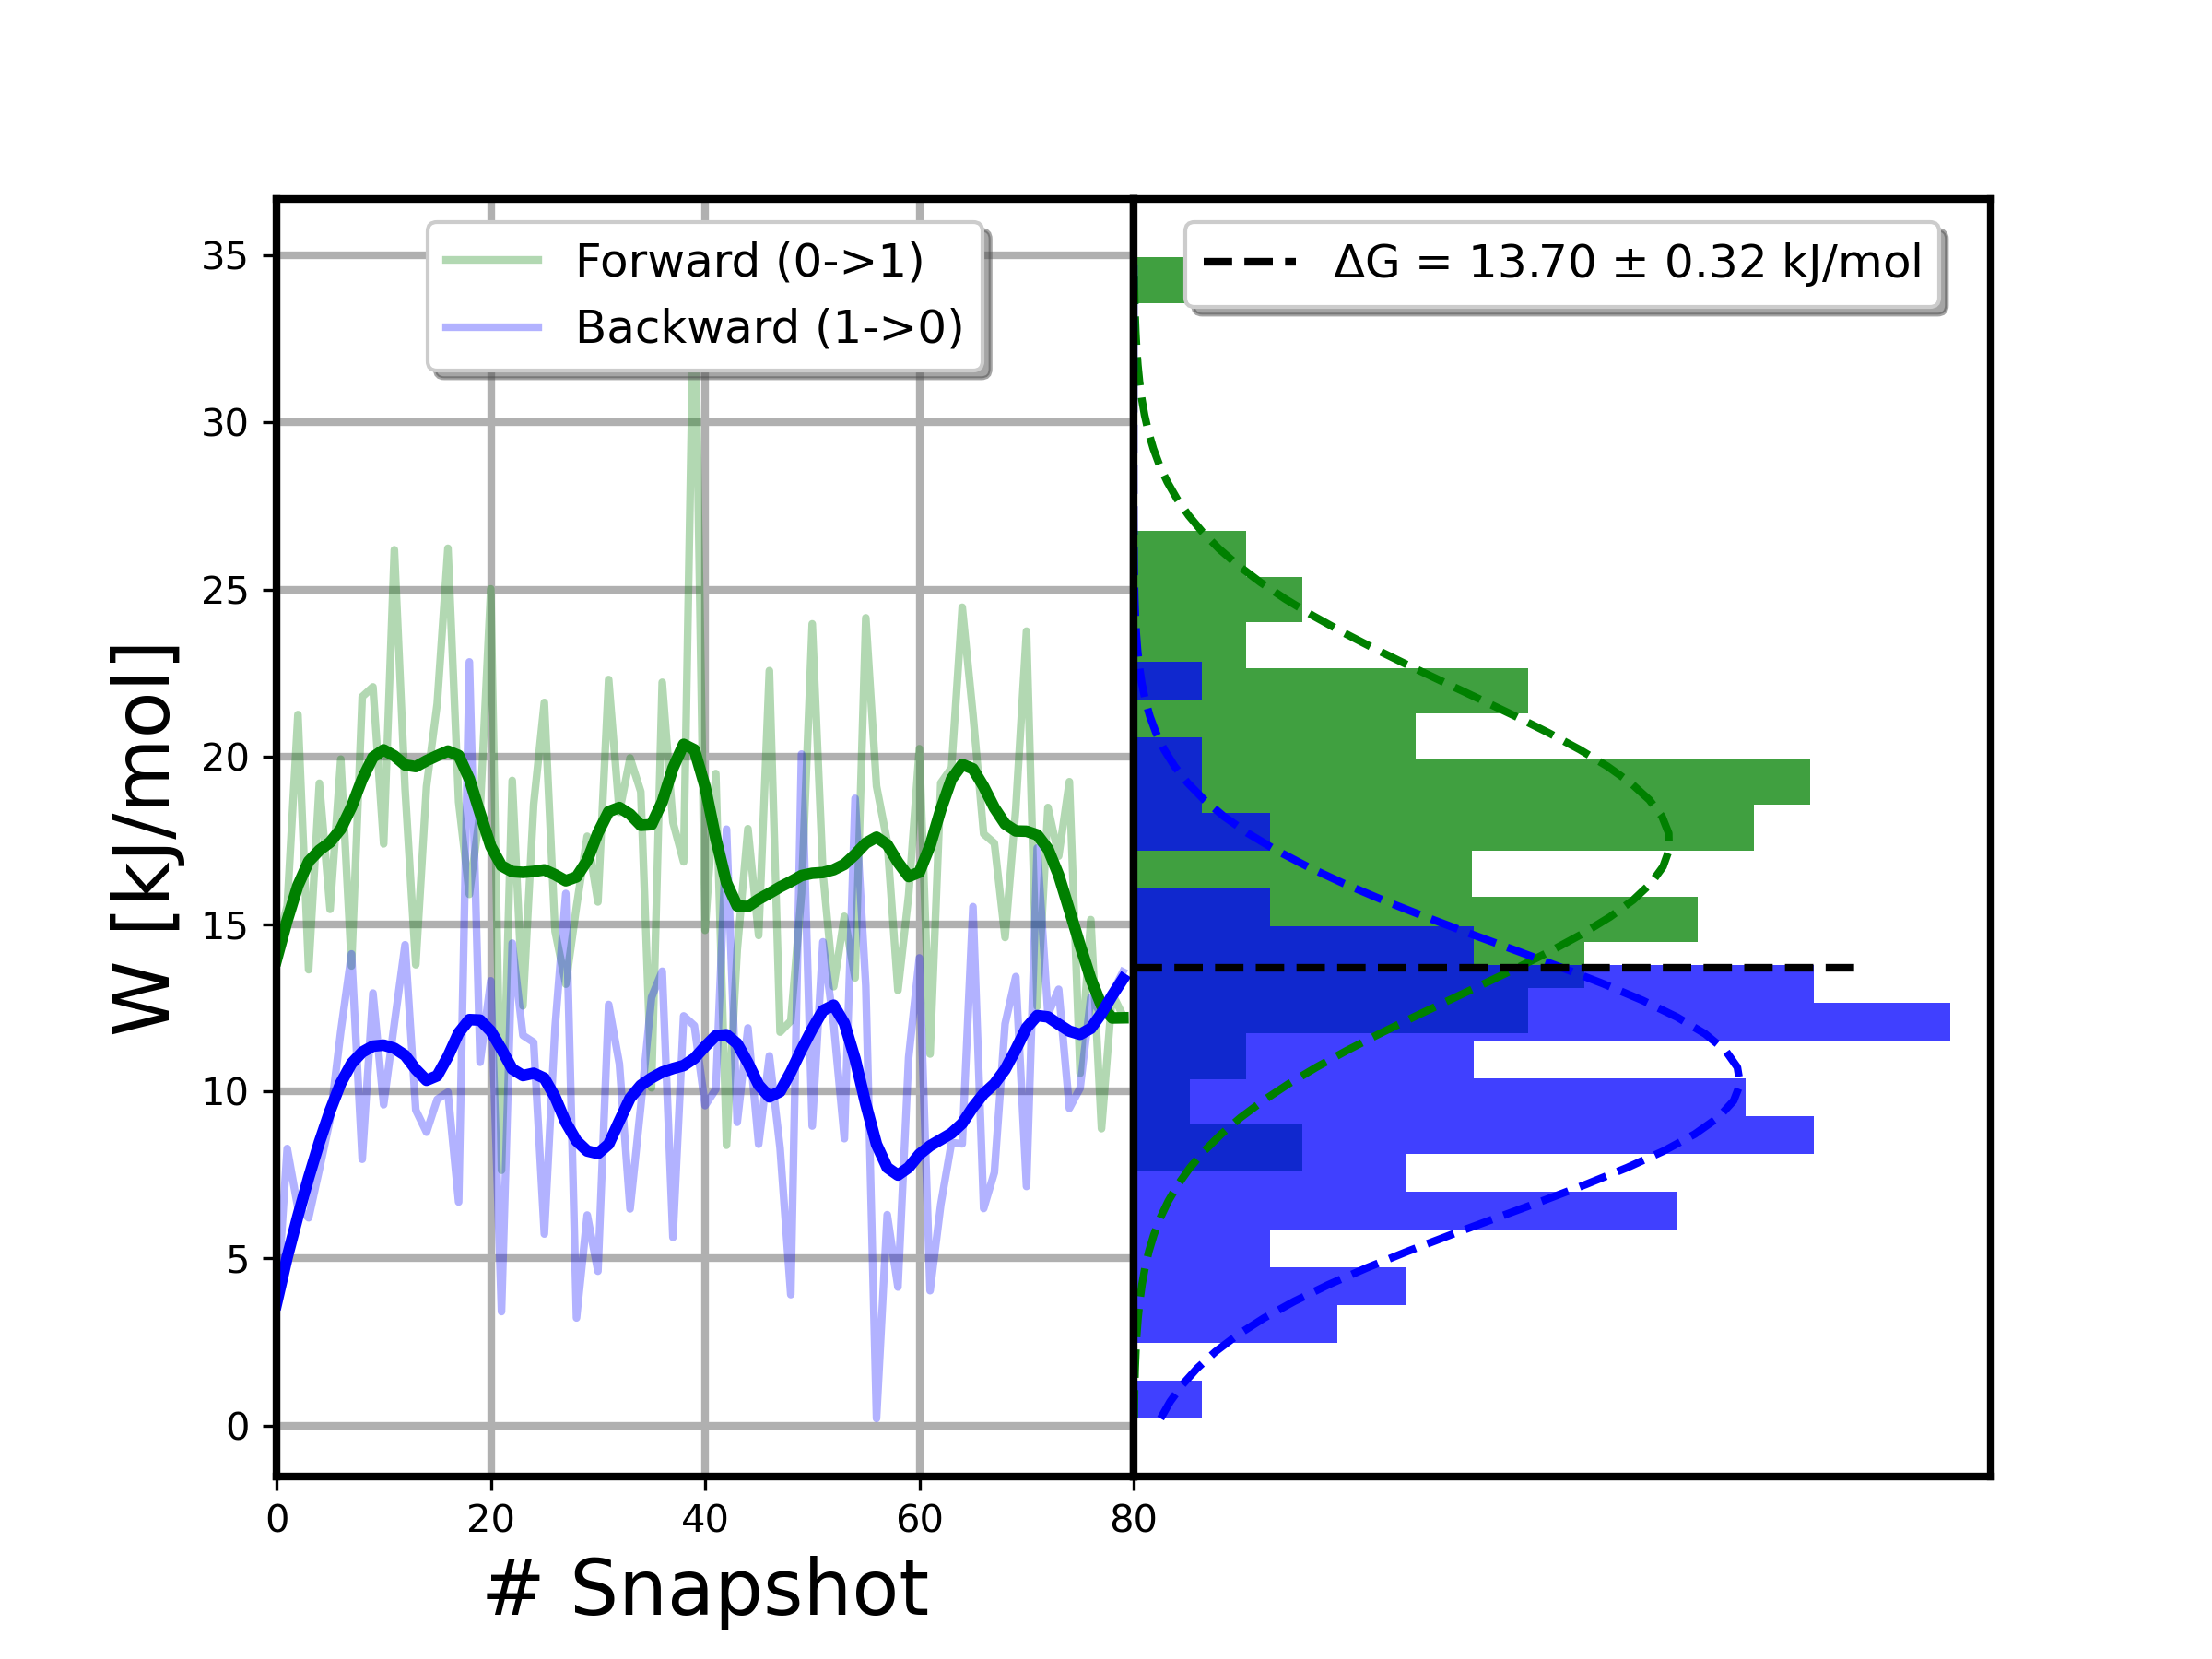 Forward (0->1)
Backward (1->0)
ΔG = 13.70 ± 0.32 kJ/mol
W [kJ/mol]
35
30
25
20
15
10
5
0
0 20 40 60 80
# Snapshot